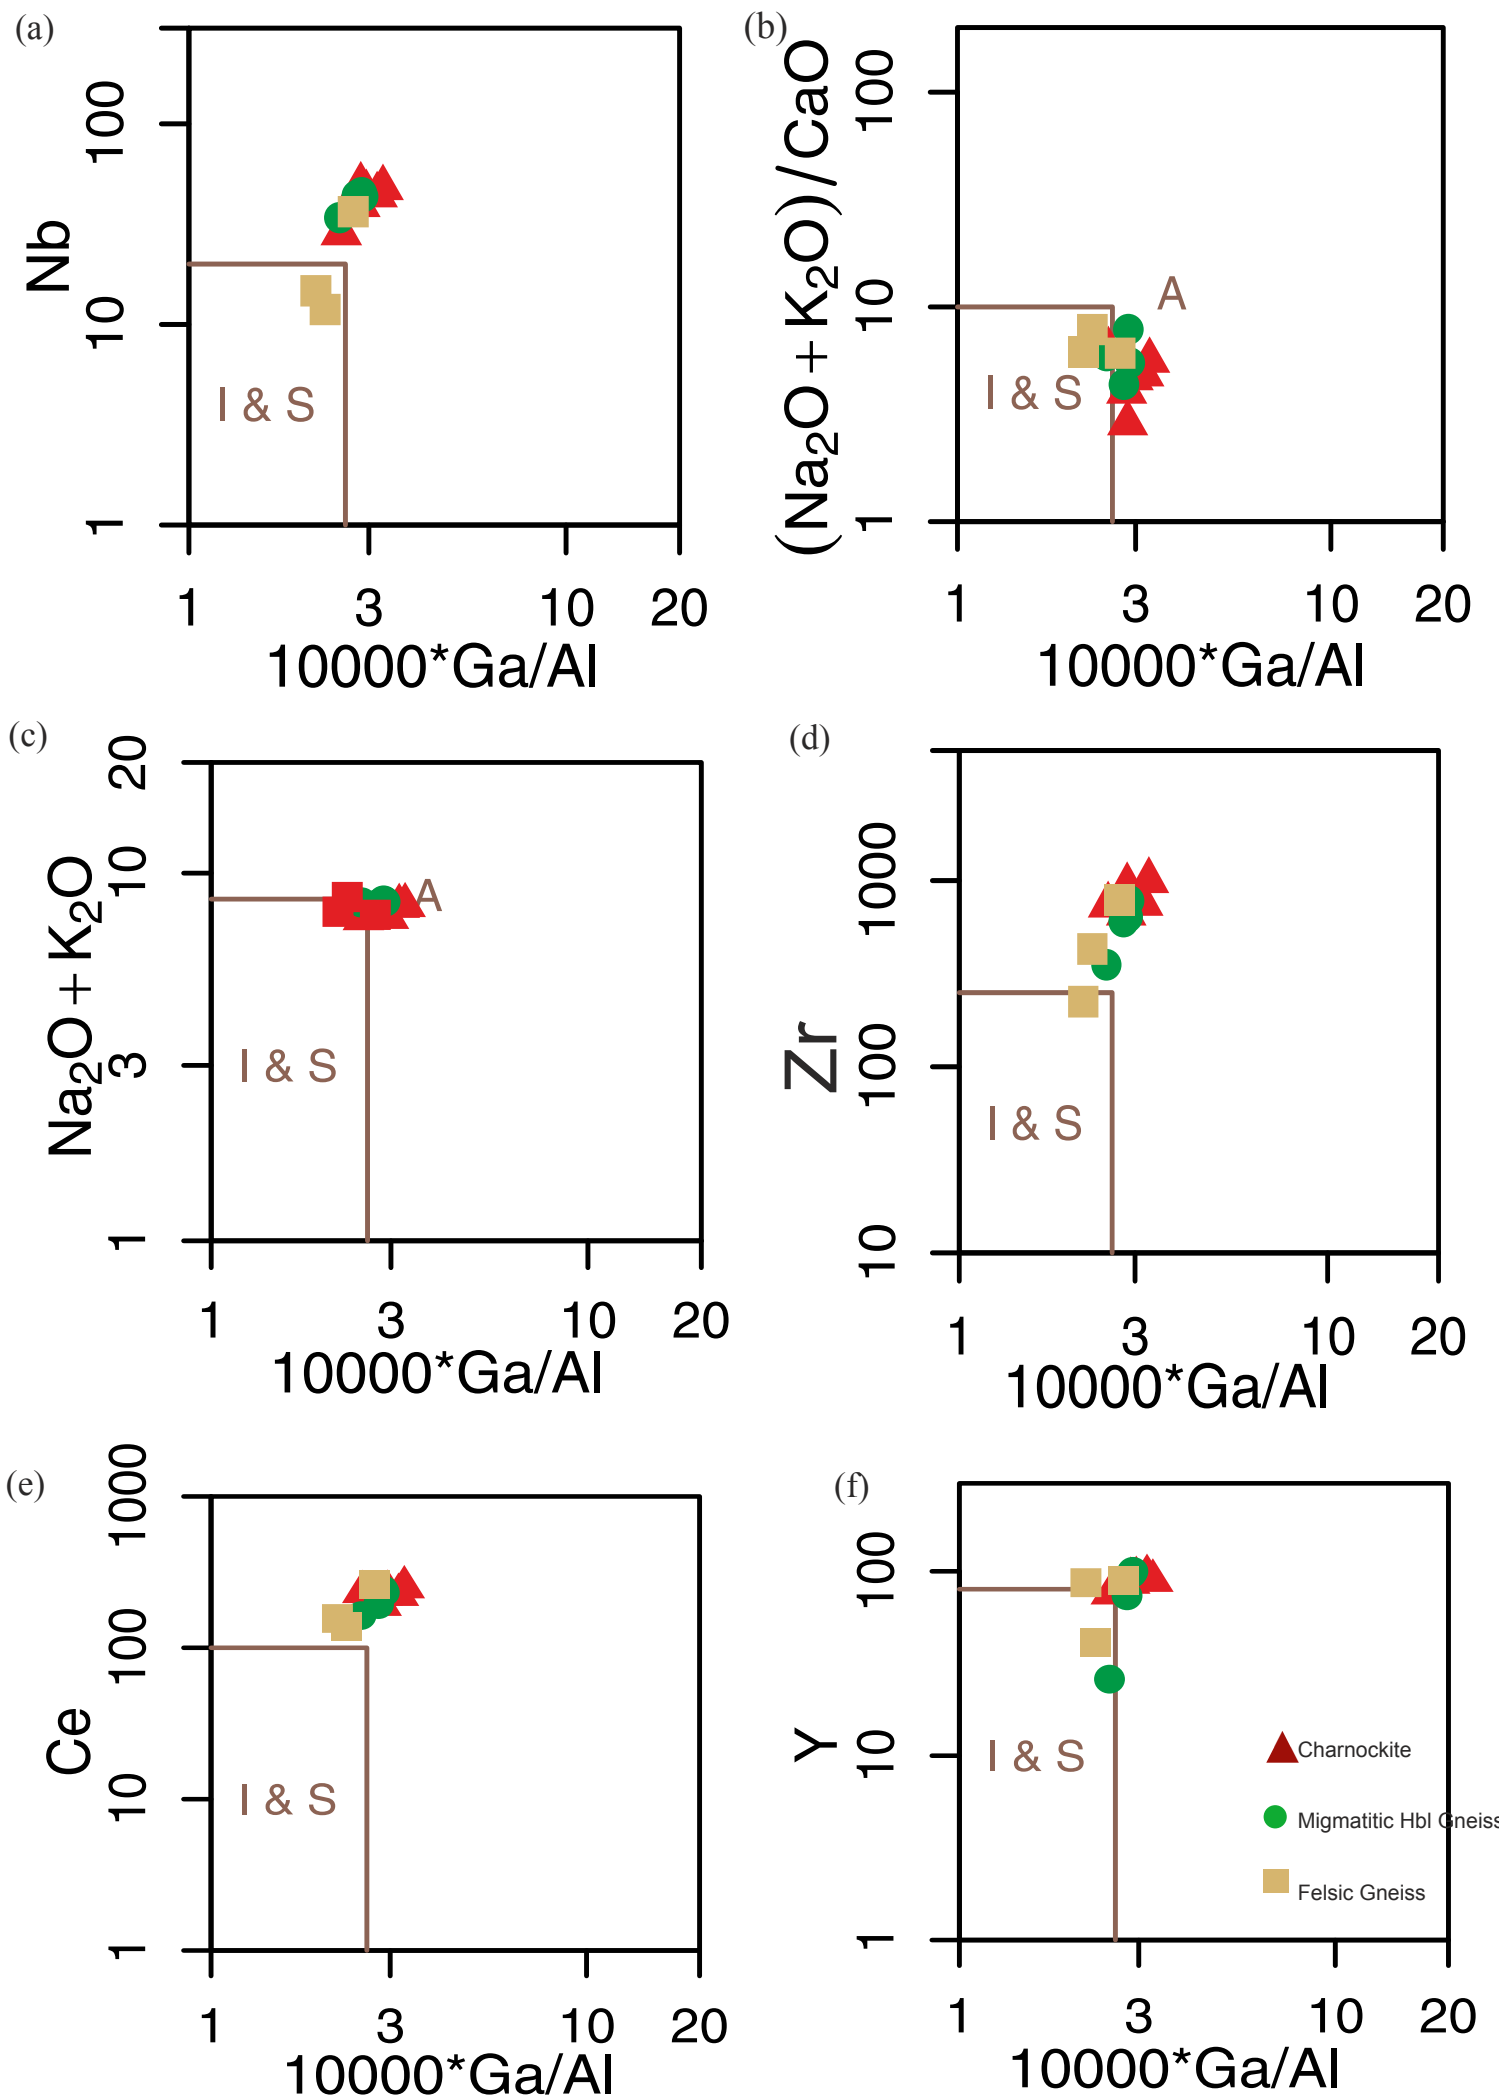 (a)
Nb
100
10
1
I & S
1 3 10 20
10000*Ga/Al
(b)
(Na₂O + K₂O)/CaO
100
10
1
A
I & S
1 3 10 20
10000*Ga/Al
(c)
Na₂O + K₂O
20
10
3
1
A
I & S
1 3 10 20
10000*Ga/Al
(d)
Zr
1000
100
10
I & S
1 3 10 20
10000*Ga/Al
(e)
Ce
1000
100
10
1
I & S
1 3 10 20
10000*Ga/Al
(f)
Y
100
10
1
I & S
Charnockite
Migmatitic Hbl Gneiss
Felsic Gneiss
1 3 10 20
10000*Ga/Al